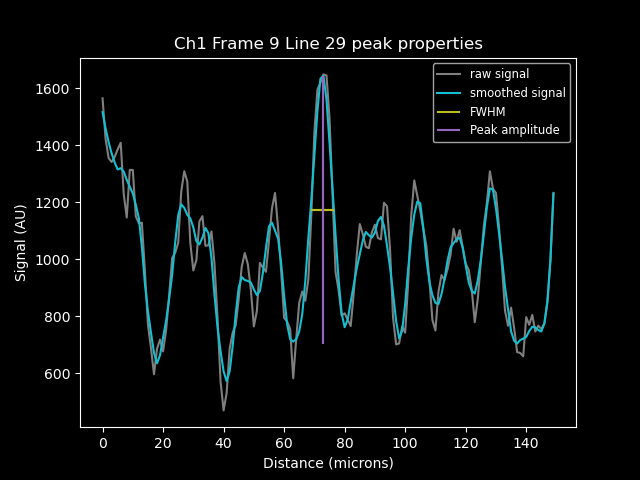 Ch1 Frame 9 Line 29 peak properties
raw signal
smoothed signal
FWHM
Peak amplitude
1600
1400
1200
1000
800
600
Signal (AU)
0 20 40 60 80 100 120 140
Distance (microns)